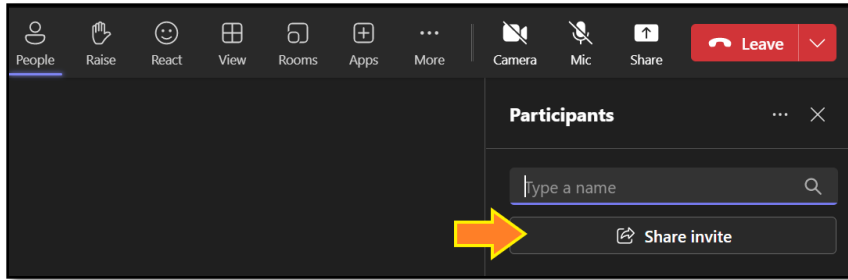 People Raise React View Rooms Apps More Camera Mic Share Leave
Participants
Type a name
Share invite